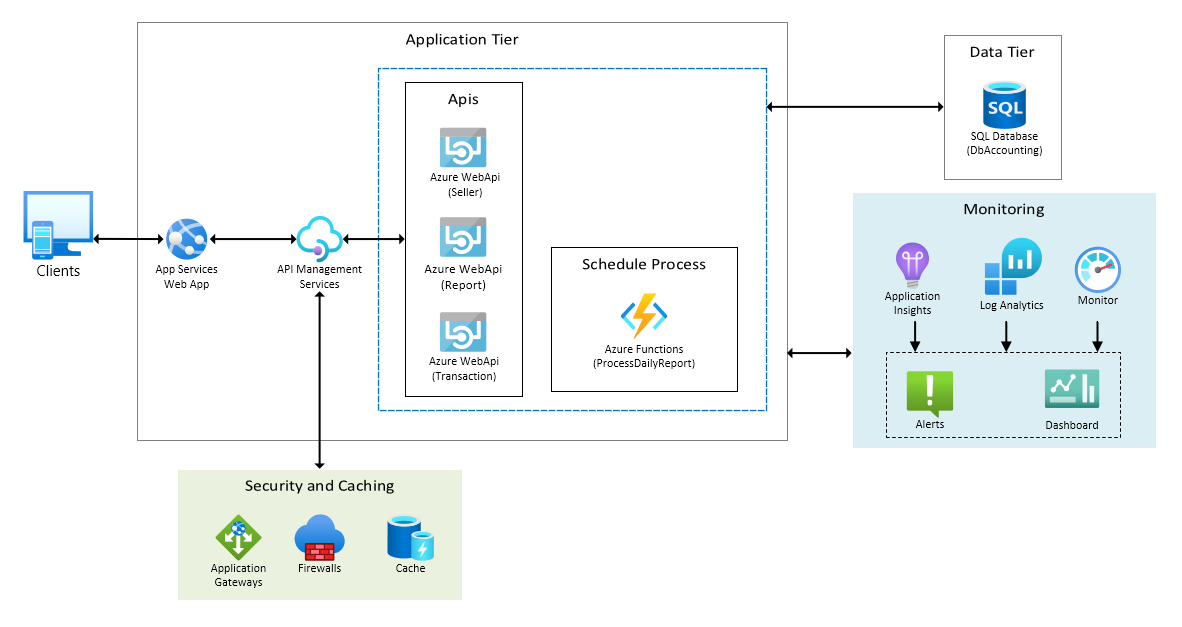 Application Tier
Data Tier
SQL
SQL Database
(DbAccounting)
Apis
Azure WebApi
(Seller)
Azure WebApi
(Report)
Azure WebApi
(Transaction)
Clients
App Services
Web App
API Management
Services
Schedule Process
Azure Functions
(ProcessDailyReport)
Monitoring
Application
Insights
Log Analytics
Monitor
Alerts
Dashboard
Security and Caching
Application
Gateways
Firewalls
Cache